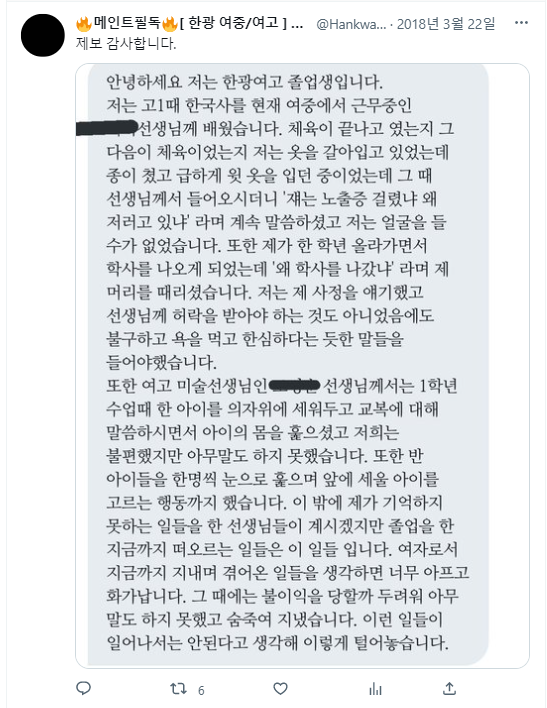 🔥메인트필독🔥[ 한광 여중/여고 ] ... @Hankwa... · 2018년 3월 22일
제보 감사합니다.
안녕하세요 저는 한광여고 졸업생입니다.
저는 고1때 한국사를 현재 여중에서 근무중인
선생님께 배웠습니다. 체육이 끝나고 였는지 그
다음이 체육이었는지 저는 옷을 갈아입고 있었는데
종이 쳤고 급하게 윗 옷을 입던 중이었는데 그 때
선생님께서 들어오시더니 '쟤는 노출증 걸렸냐 왜
저러고 있냐' 라며 계속 말씀하셨고 저는 얼굴을 들
수가 없었습니다. 또한 제가 한 학년 올라가면서
학사를 나오게 되었는데 '왜 학사를 나갔냐' 라며 제
머리를 때리셨습니다. 저는 제 사정을 얘기했고
선생님께 허락을 받아야 하는 것도 아니었음에도
불구하고 욕을 먹고 한심하다는 듯한 말들을
들어야했습니다.
또한 여고 미술선생님인 선생님께서는 1학년
수업때 한 아이를 의자위에 세워두고 교복에 대해
말씀하시면서 아이의 몸을 훑으셨고 저희는
불편했지만 아무말도 하지 못했습니다. 또한 반
아이들을 한명씩 눈으로 훑으며 앞에 세울 아이를
고르는 행동까지 했습니다. 이 밖에 제가 기억하지
못하는 일들을 한 선생님들이 계시겠지만 졸업을 한
지금까지 떠오르는 일들은 이 일들 입니다. 여자로서
지금까지 지내며 겪어온 일들을 생각하면 너무 아프고
화가납니다. 그 때에는 불이익을 당할까 두려워 아무
말도 하지 못했고 숨죽여 지냈습니다. 이런 일들이
일어나서는 안된다고 생각해 이렇게 털어놓습니다.
6